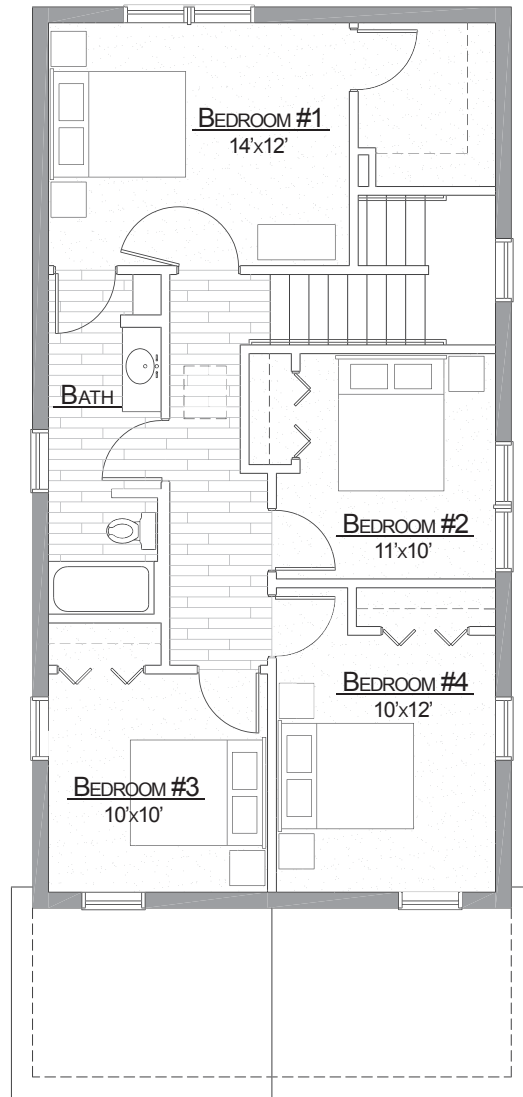 BEDROOM #1
14'x12'
BATH
BEDROOM #2
11'x10'
BEDROOM #4
10'x12'
BEDROOM #3
10'x10'